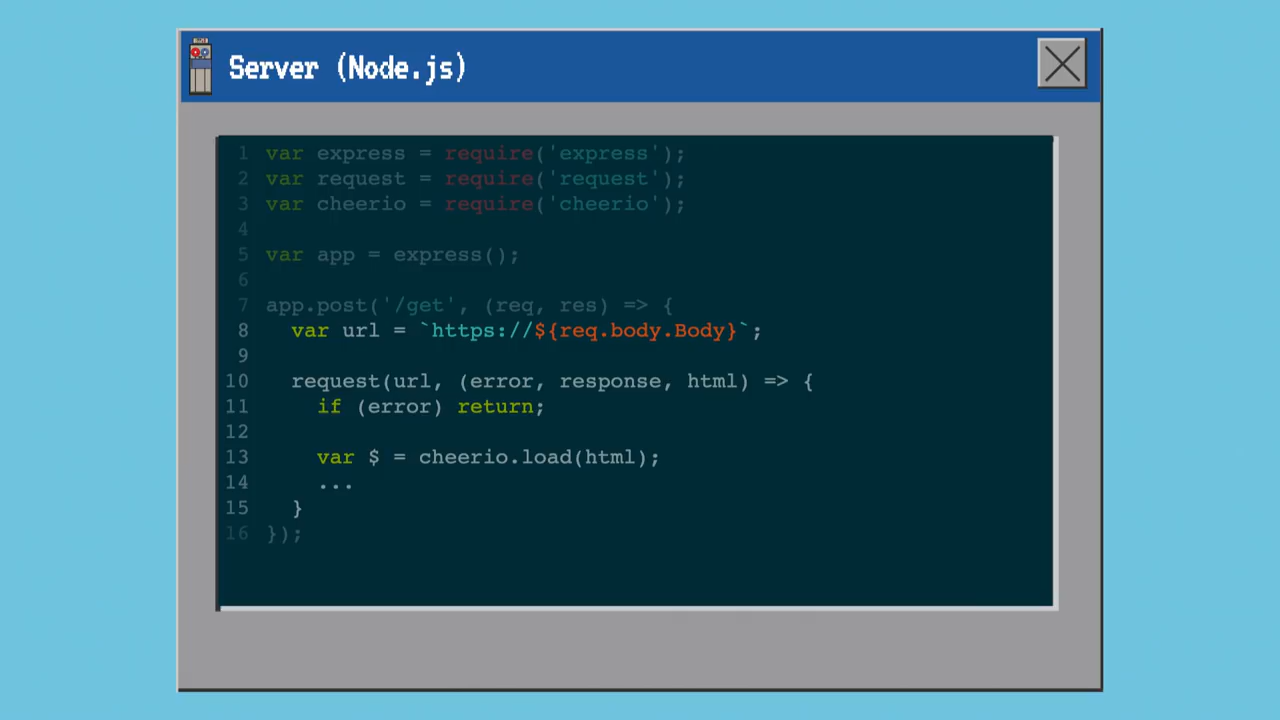 Server (Node.js)
1 var express = require('express');
2 var request = require('request');
3 var cheerio = require('cheerio');
4
5 var app = express();
6
7 app.post('/get', (req, res) => {
8   var url = `https://${req.body.Body}`;
9
10   request(url, (error, response, html) => {
11     if (error) return;
12
13     var $ = cheerio.load(html);
14     ...
15   }
16 });